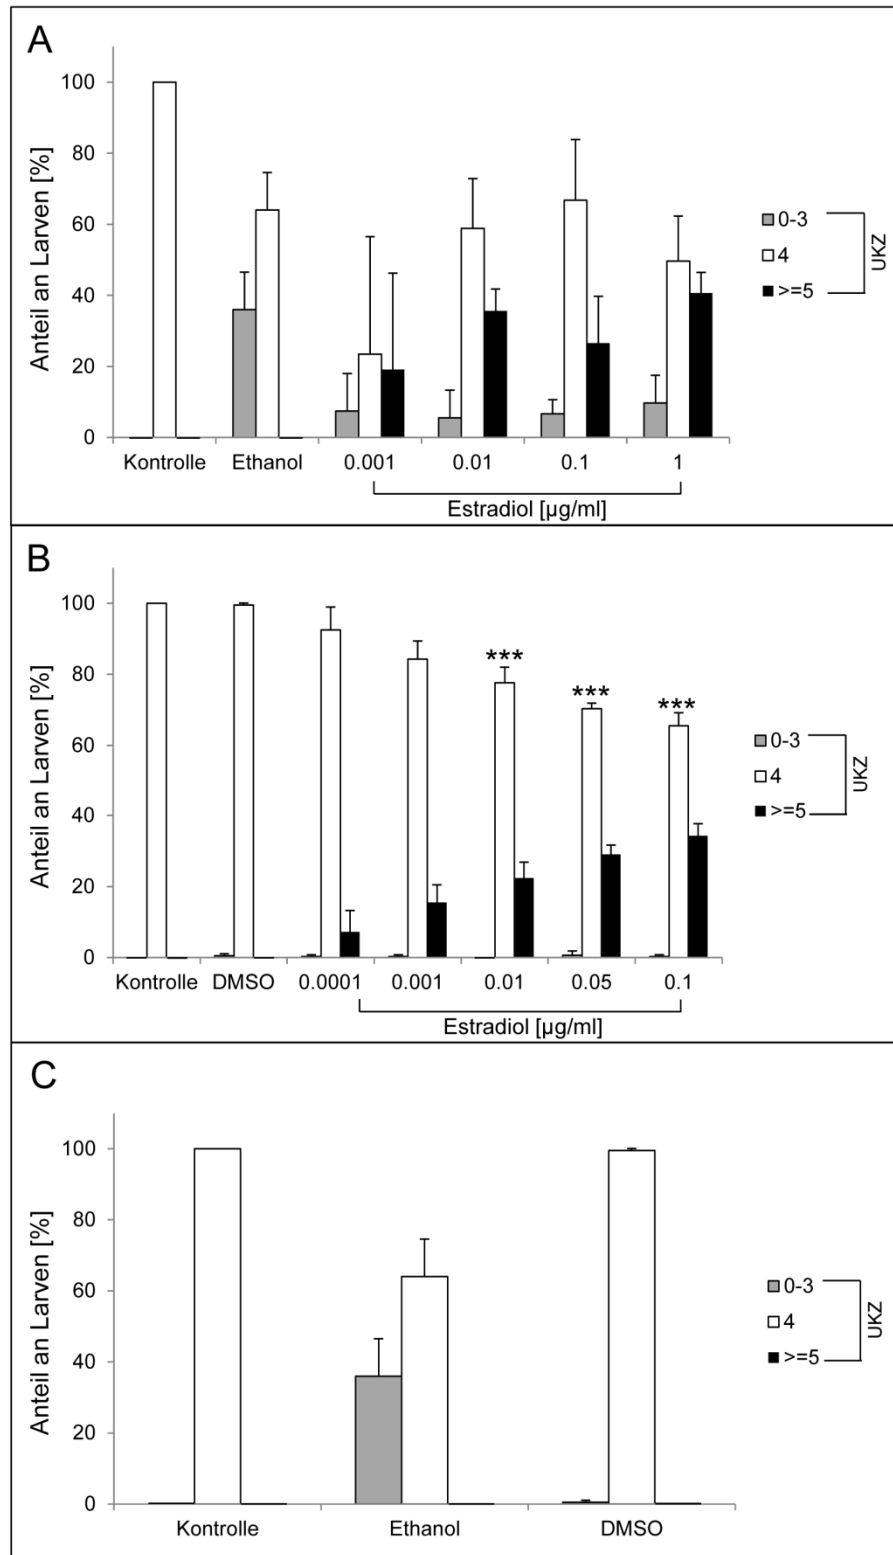 A
Anteil an Larven [%]
100
80
60
40
20
0
Kontrolle Ethanol 0.001 0.01 0.1 1
Estradiol [µg/ml]
0-3
4
>=5
UKZ
B
Anteil an Larven [%]
100
80
60
40
20
0
*** *** ***
Kontrolle DMSO 0.0001 0.001 0.01 0.05 0.1
Estradiol [µg/ml]
0-3
4
>=5
UKZ
C
Anteil an Larven [%]
100
80
60
40
20
0
Kontrolle Ethanol DMSO
0-3
4
>=5
UKZ